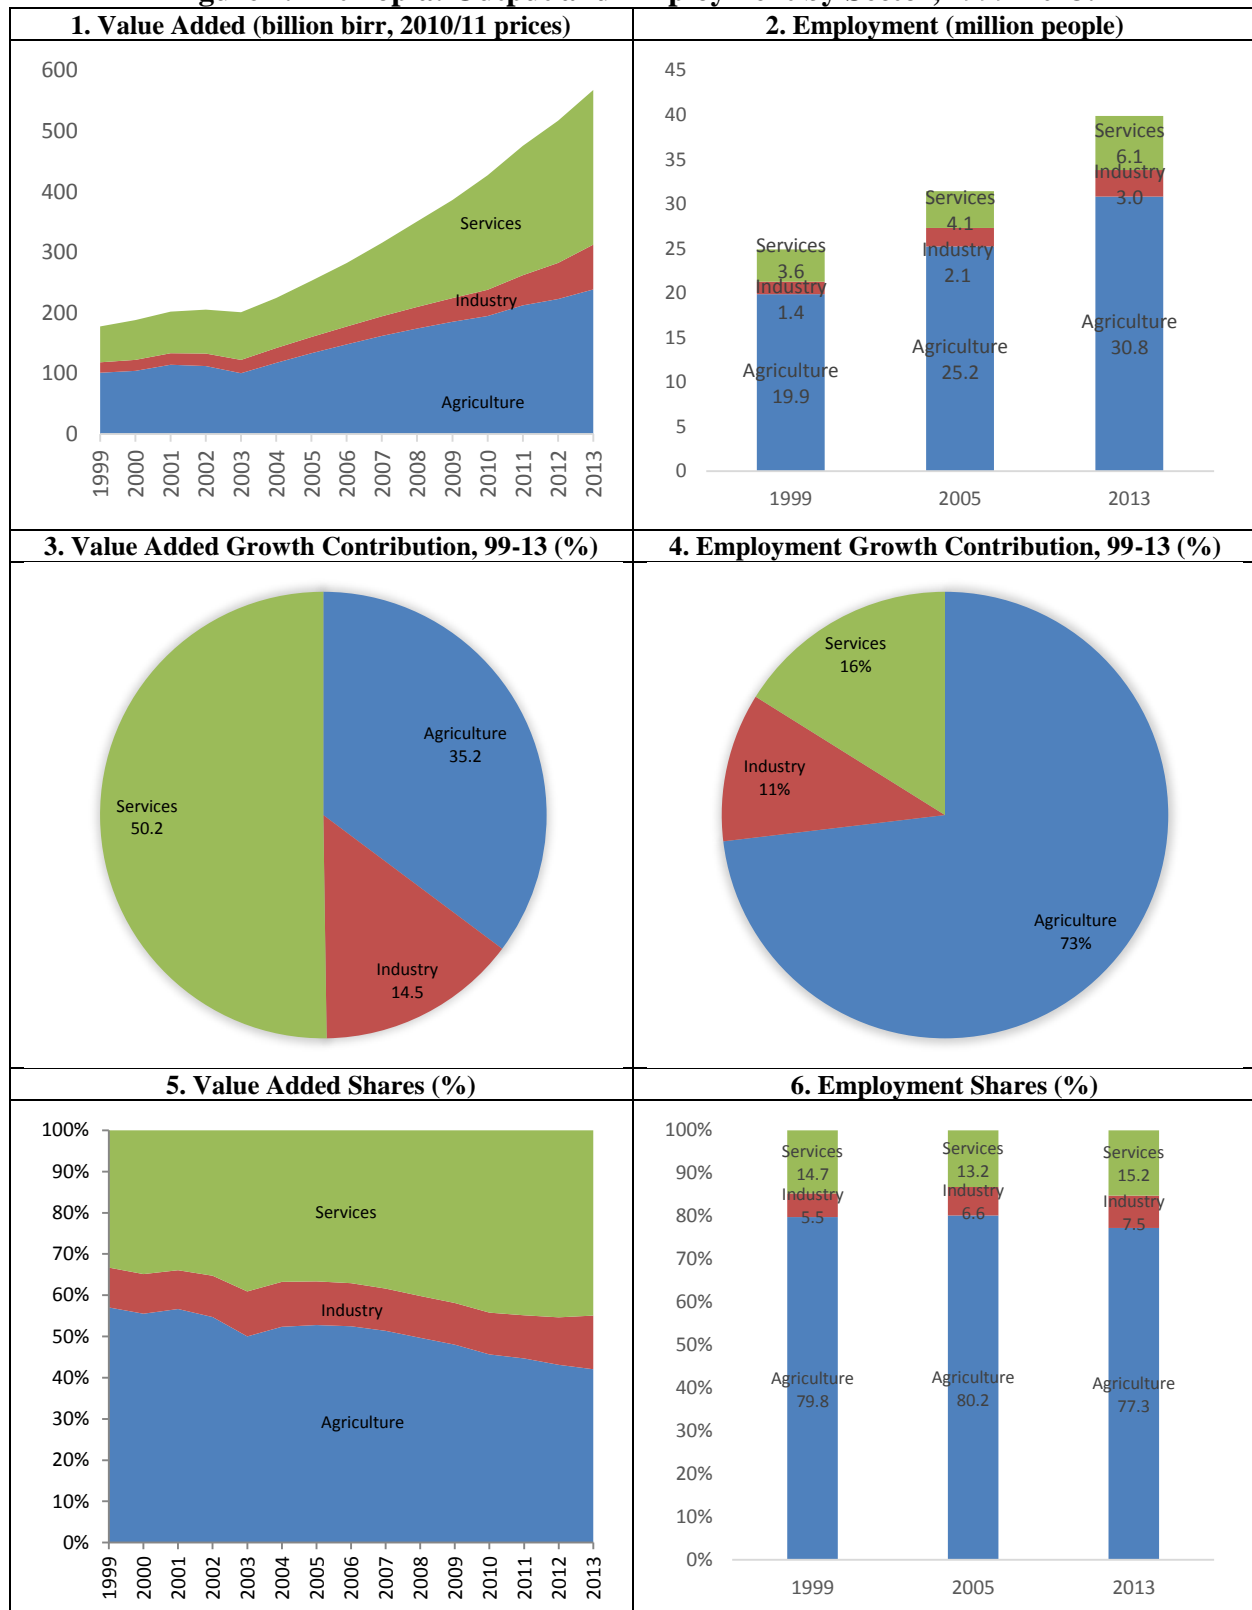 1. Value Added (billion birr, 2010/11 prices)
2. Employment (million people)
600
500
400
300
200
100
0
Services
Industry
Agriculture
1999
2000
2001
2002
2003
2004
2005
2006
2007
2008
2009
2010
2011
2012
2013
45
40
35
30
25
20
15
10
5
0
Services
3.6
Industry
1.4
Agriculture
19.9
Services
4.1
Industry
2.1
Agriculture
25.2
Services
6.1
Industry
3.0
Agriculture
30.8
1999
2005
2013
3. Value Added Growth Contribution, 99-13 (%)
4. Employment Growth Contribution, 99-13 (%)
Agriculture
35.2
Services
50.2
Industry
14.5
Services
16%
Industry
11%
Agriculture
73%
5. Value Added Shares (%)
6. Employment Shares (%)
100%
90%
80%
70%
60%
50%
40%
30%
20%
10%
0%
Services
Industry
Agriculture
1999
2000
2001
2002
2003
2004
2005
2006
2007
2008
2009
2010
2011
2012
2013
100%
90%
80%
70%
60%
50%
40%
30%
20%
10%
0%
Services
14.7
Industry
5.5
Agriculture
79.8
Services
13.2
Industry
6.6
Agriculture
80.2
Services
15.2
Industry
7.5
Agriculture
77.3
1999
2005
2013